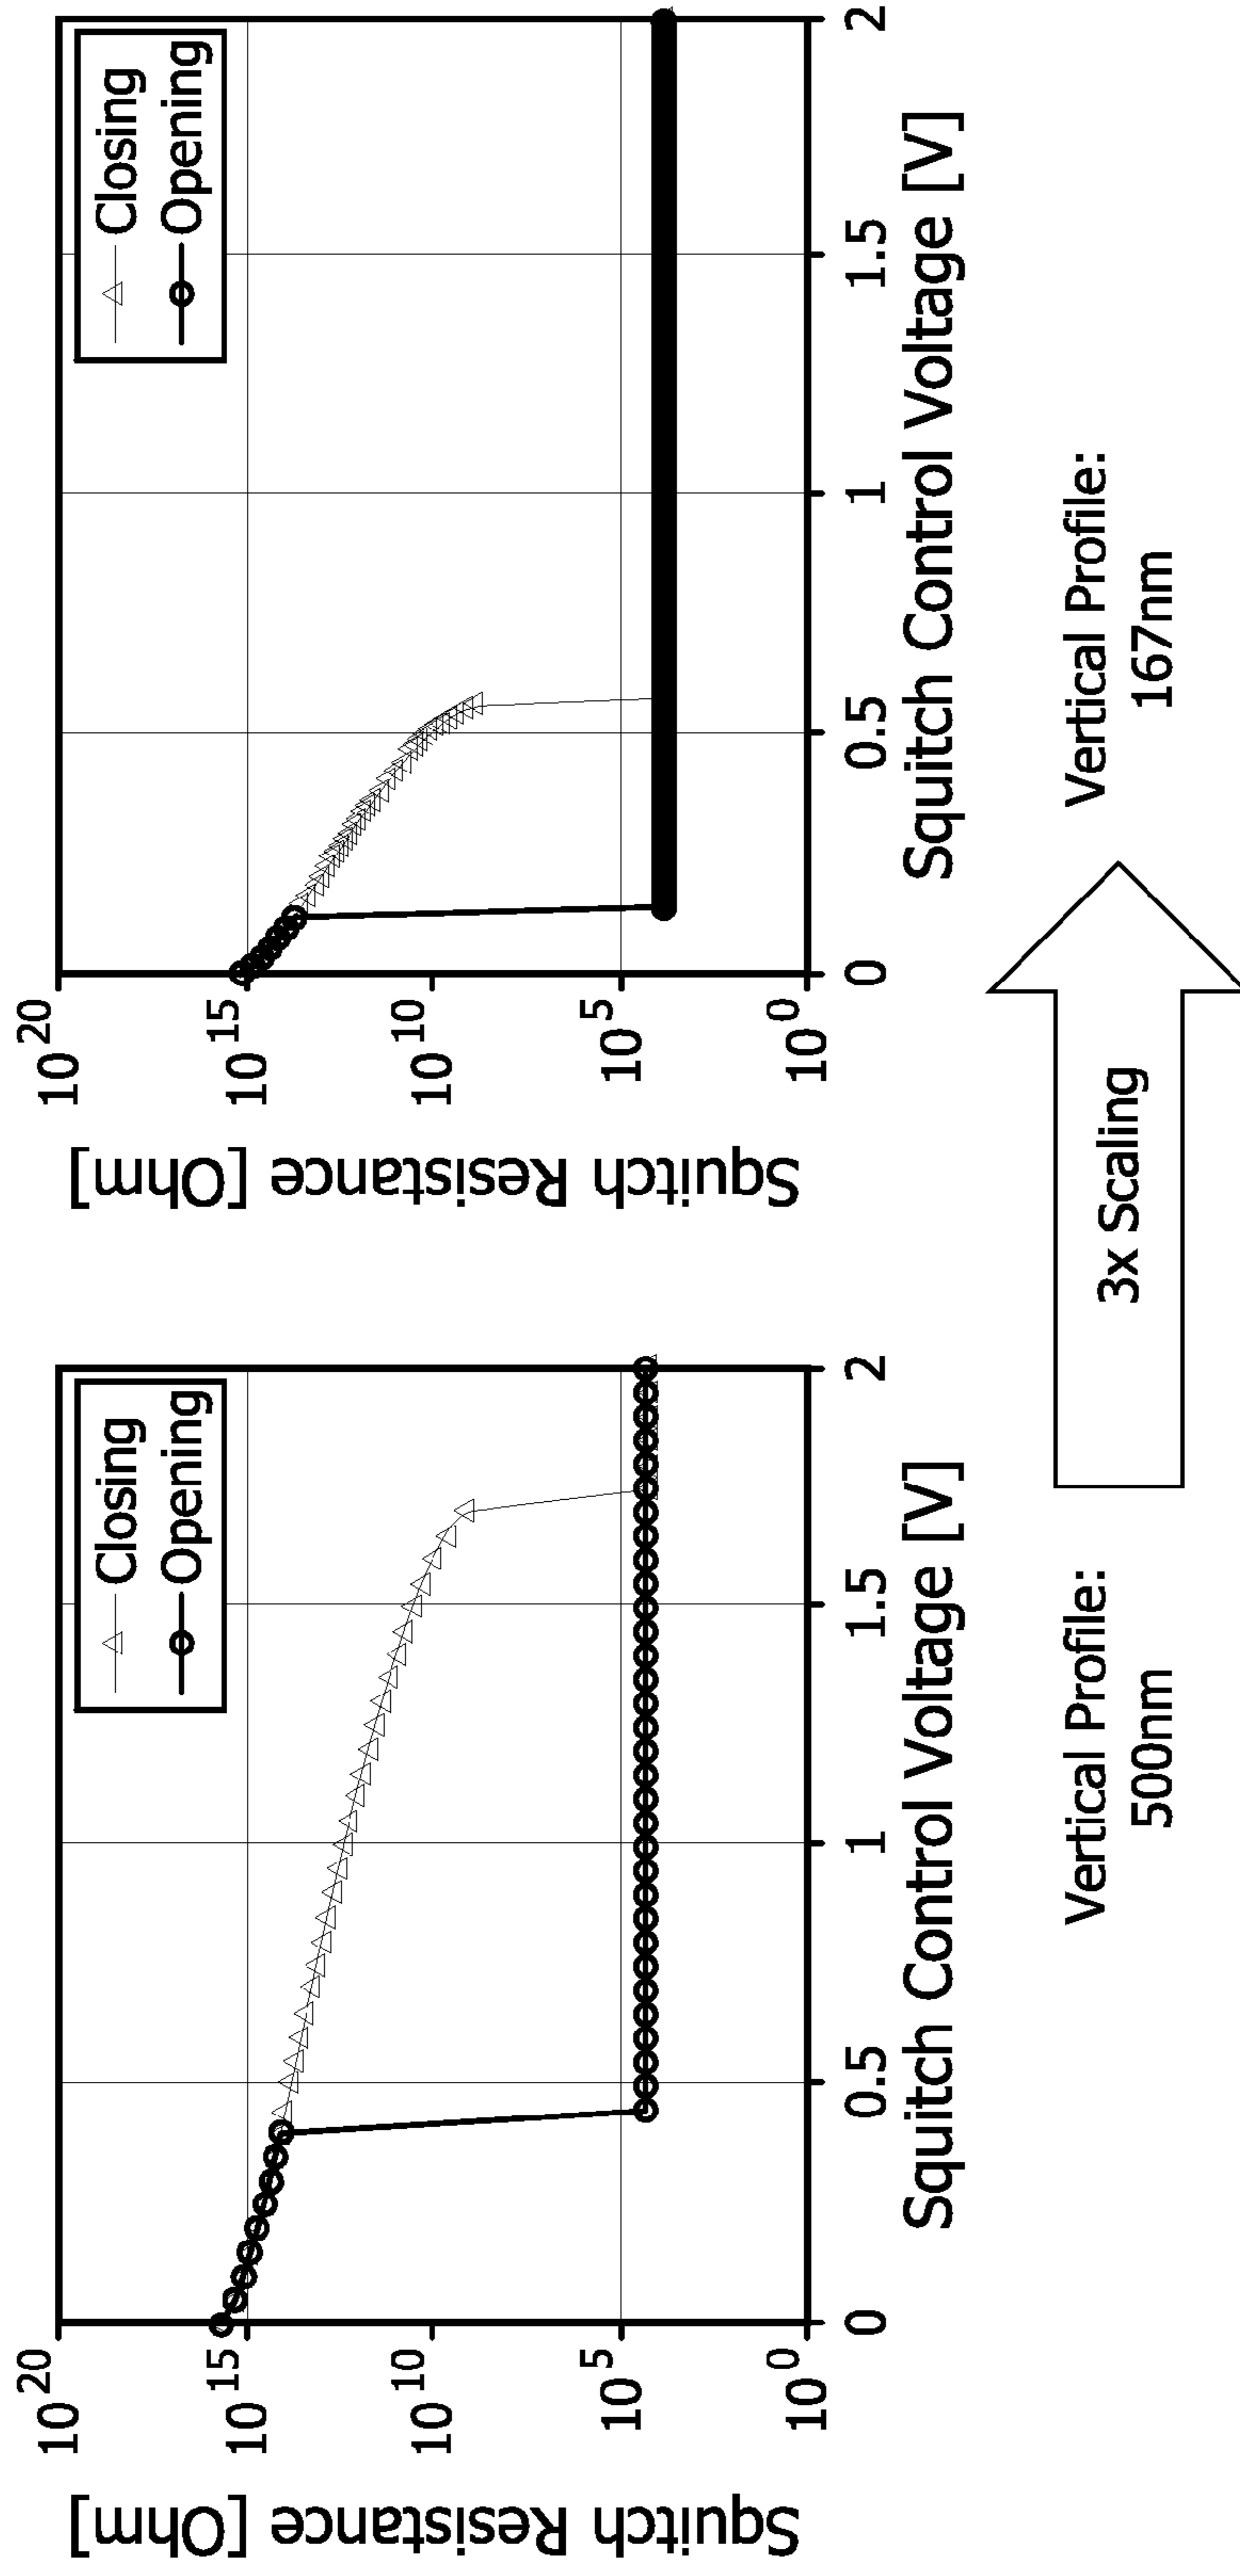 Squitch Resistance [Ohm]
10^20
10^15
10^10
10^5
10^0
Closing
Opening
0
0.5
1
1.5
2
Squitch Control Voltage [V]
Squitch Resistance [Ohm]
10^20
10^15
10^10
10^5
10^0
Closing
Opening
0
0.5
1
1.5
2
Squitch Control Voltage [V]
Vertical Profile:
500nm
3x Scaling
Vertical Profile:
167nm